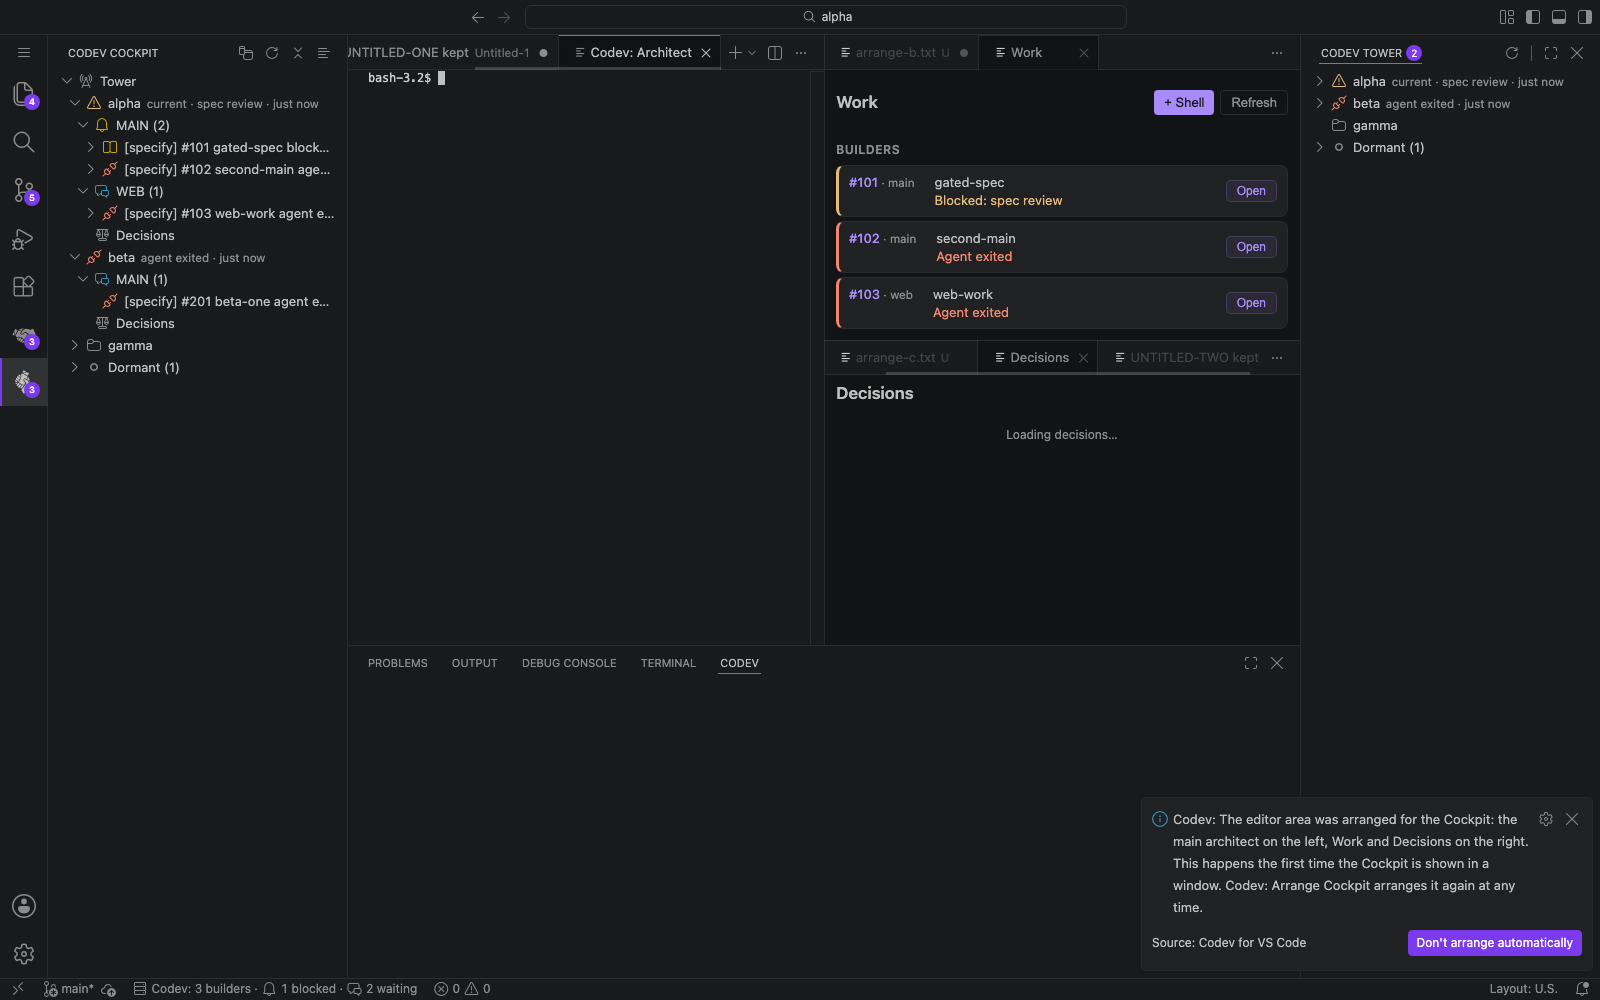 alpha
CODEV COCKPIT
Tower
alpha current · spec review · just now
MAIN (2)
[specify] #101 gated-spec block...
[specify] #102 second-main age...
WEB (1)
[specify] #103 web-work agent e...
Decisions
beta agent exited · just now
MAIN (1)
[specify] #201 beta-one agent e...
Decisions
gamma
Dormant (1)
4
5
3
3
UNTITLED-ONE kept Untitled-1
Codev: Architect
bash-3.2$
arrange-b.txt U
Work
Work
+ Shell
Refresh
BUILDERS
#101 · main gated-spec
Blocked: spec review
Open
#102 · main second-main
Agent exited
Open
#103 · web web-work
Agent exited
Open
arrange-c.txt U
Decisions
UNTITLED-TWO kept
Decisions
Loading decisions...
CODEV TOWER 2
alpha current · spec review · just now
beta agent exited · just now
gamma
Dormant (1)
PROBLEMS
OUTPUT
DEBUG CONSOLE
TERMINAL
CODEV
Codev: The editor area was arranged for the Cockpit: the
main architect on the left, Work and Decisions on the right.
This happens the first time the Cockpit is shown in a
window. Codev: Arrange Cockpit arranges it again at any
time.
Source: Codev for VS Code
Don't arrange automatically
main*
Codev: 3 builders · 1 blocked · 2 waiting
0 0
Layout: U.S.